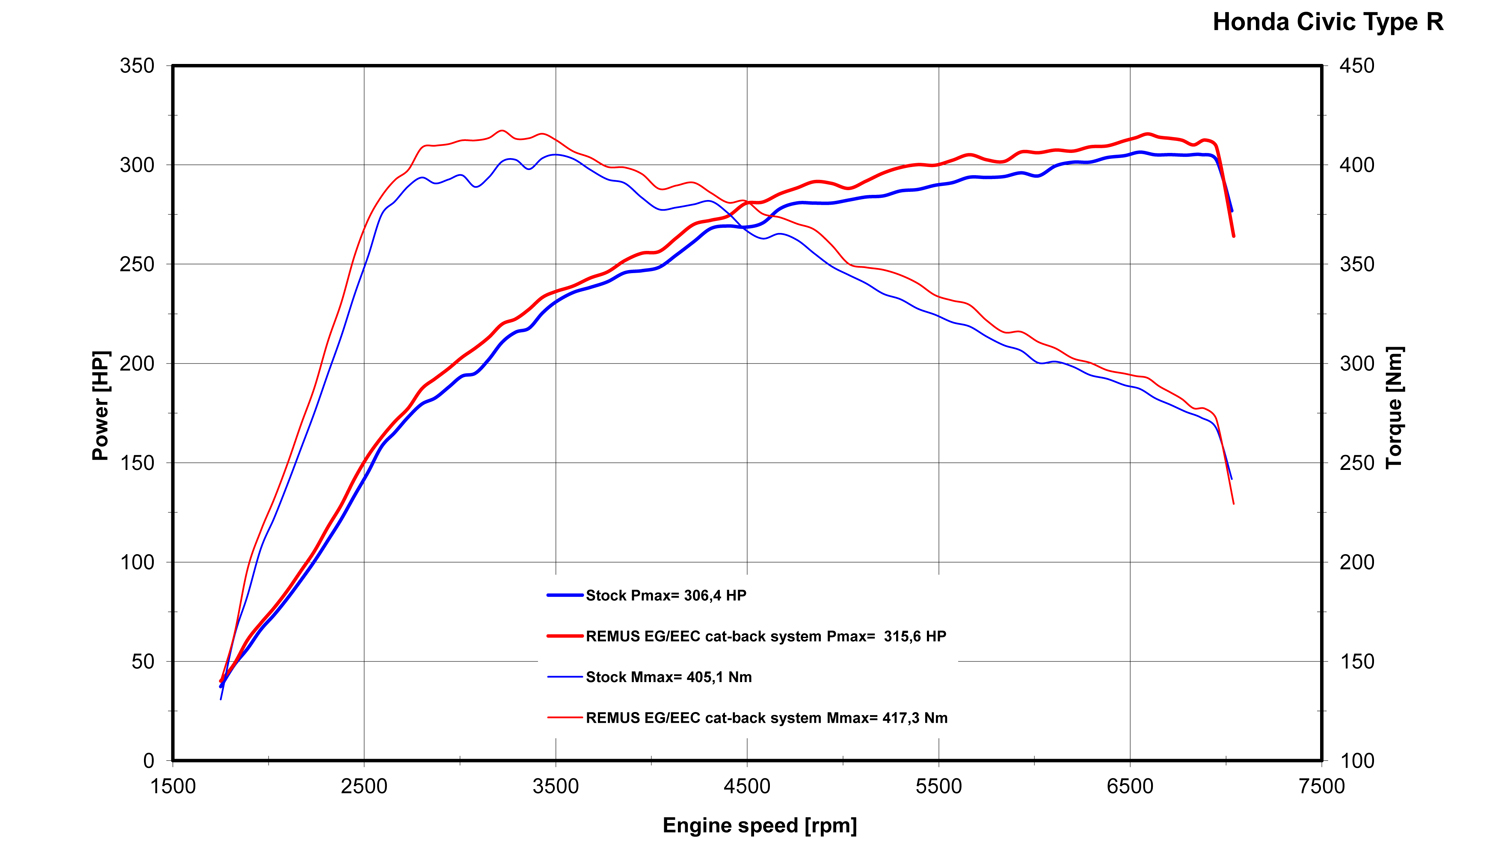 Honda Civic Type R
350
300
250
200
150
100
50
0
Power [HP]
450
400
350
300
250
200
150
100
Torque [Nm]
Stock Pmax= 306,4 HP
REMUS EG/EEC cat-back system Pmax=  315,6 HP
Stock Mmax= 405,1 Nm
REMUS EG/EEC cat-back system Mmax= 417,3 Nm
1500 2500 3500 4500 5500 6500 7500
Engine speed [rpm]